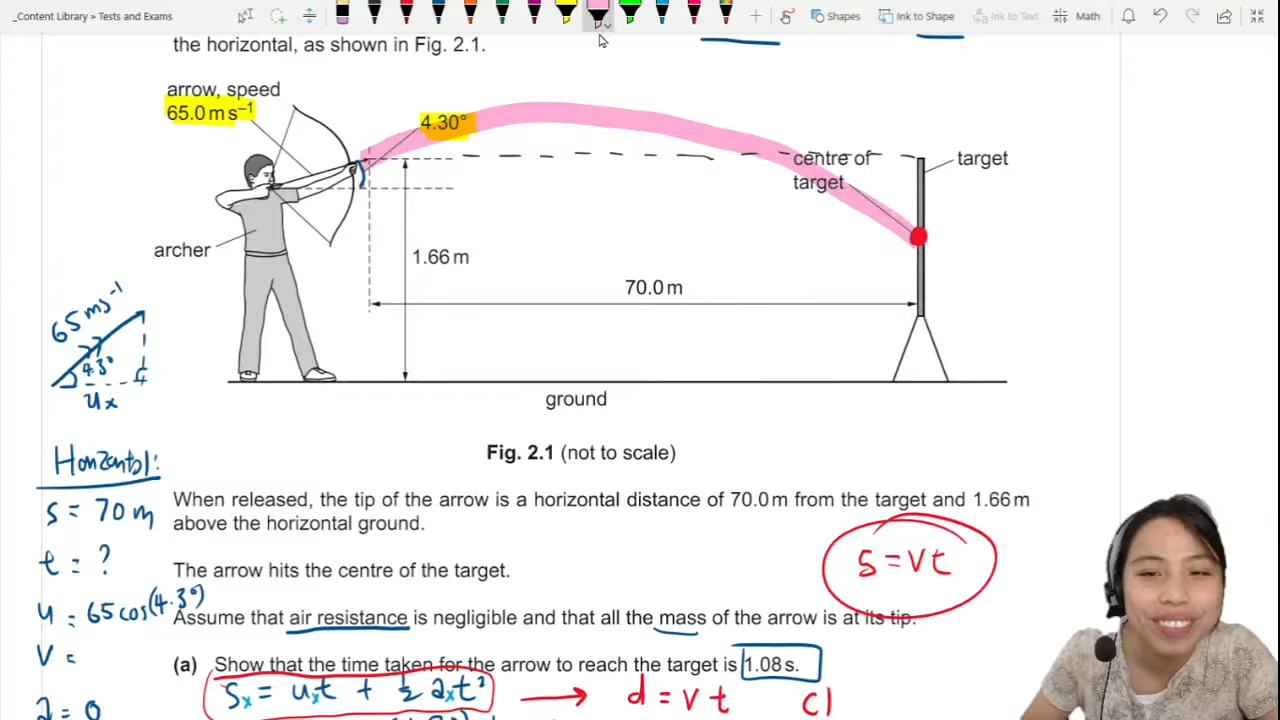 _Content Library » Tests and Exams
Shapes
Ink to Shape
Ink to Text
Math
the horizontal, as shown in Fig. 2.1.
arrow, speed
65.0 m s⁻¹
4.30°
centre of
target
target
archer
1.66 m
70.0 m
65 ms⁻¹
4.3°
ux
ground
Fig. 2.1 (not to scale)
Horizontal:
When released, the tip of the arrow is a horizontal distance of 70.0 m from the target and 1.66 m
above the horizontal ground.
s = 70 m
t = ?
s = vt
The arrow hits the centre of the target.
u = 65 cos(4.3°)
Assume that air resistance is negligible and that all the mass of the arrow is at its tip.
v =
(a) Show that the time taken for the arrow to reach the target is 1.08 s.
sx = uxt + ½ axt² → d = vt
a = 0